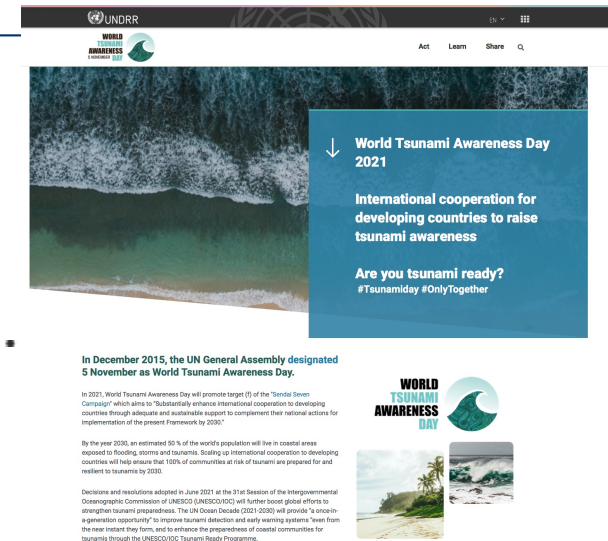 UNDRR
EN
WORLD
TSUNAMI
AWARENESS
5 NOVEMBER DAY
Act Learn Share
World Tsunami Awareness Day
2021
International cooperation for
developing countries to raise
tsunami awareness
Are you tsunami ready?
#Tsunamiday #OnlyTogether
In December 2015, the UN General Assembly designated
5 November as World Tsunami Awareness Day.
In 2021, World Tsunami Awareness Day will promote target (f) of the "Sendai Seven
Campaign" which aims to "Substantially enhance international cooperation to developing
countries through adequate and sustainable support to complement their national actions for
implementation of the present Framework by 2030."
By the year 2030, an estimated 50 % of the world's population will live in coastal areas
exposed to flooding, storms and tsunamis. Scaling up international cooperation to developing
countries will help ensure that 100% of communities at risk of tsunami are prepared for and
resilient to tsunamis by 2030.
Decisions and resolutions adopted in June 2021 at the 31st Session of the Intergovernmental
Oceanographic Commission of UNESCO (UNESCO/IOC) will further boost global efforts to
strengthen tsunami preparedness. The UN Ocean Decade (2021-2030) will provide "a once-in-
a-generation opportunity" to improve tsunami detection and early warning systems "even from
the near instant they form, and to enhance the preparedness of coastal communities for
tsunamis through the UNESCO/IOC Tsunami Ready Programme.
WORLD
TSUNAMI
AWARENESS
DAY